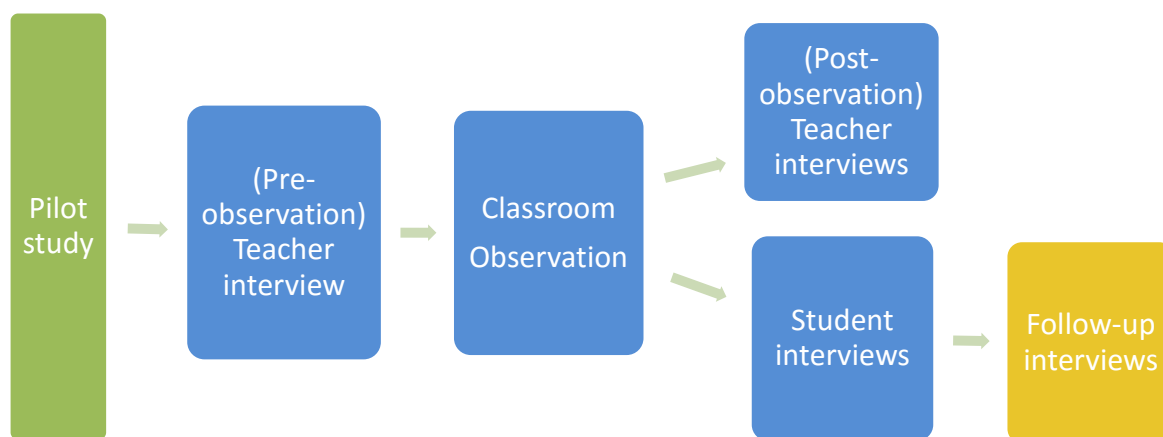 Pilot
study
(Pre-
observation)
Teacher
interview
Classroom
Observation
(Post-
observation)
Teacher
interviews
Student
interviews
Follow-up
interviews